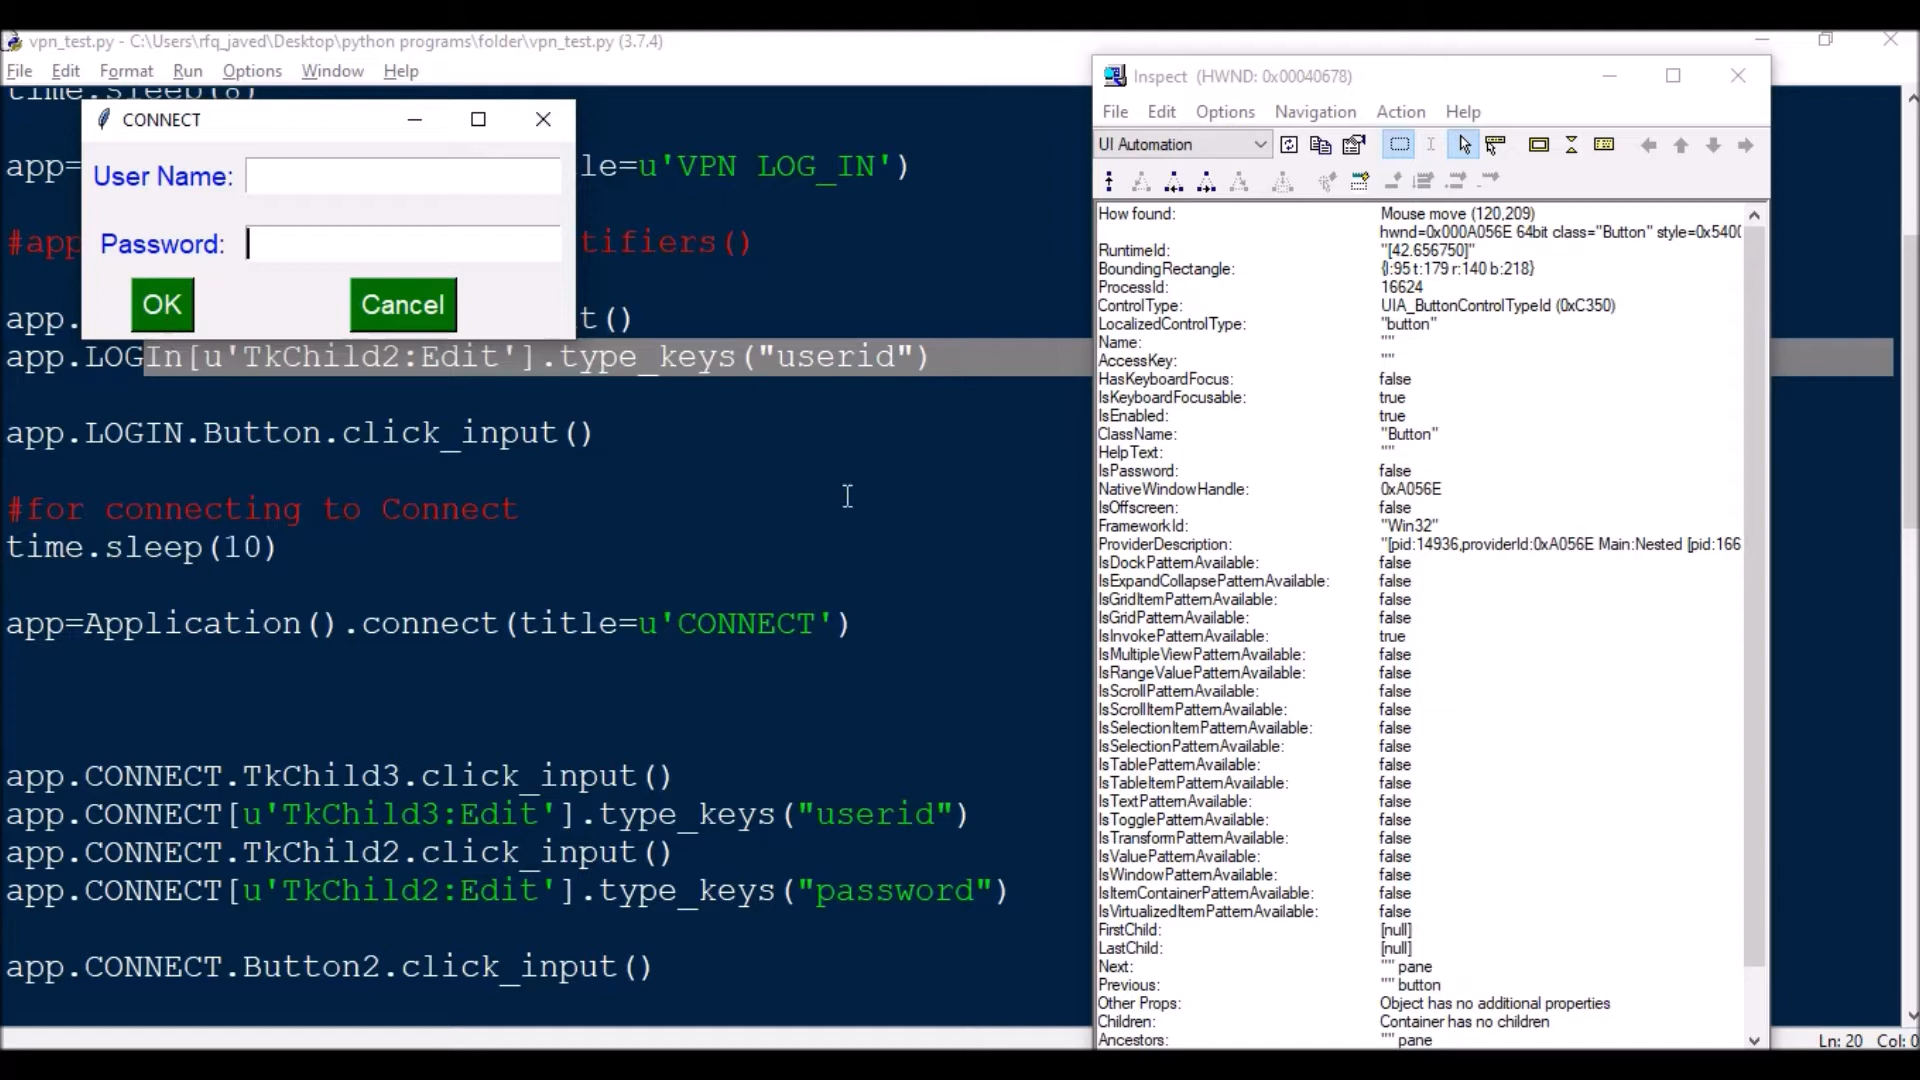 vpn_test.py - C:\Users\rfq_javed\Desktop\python programs\folder\vpn_test.py (3.7.4)
File Edit Format Run Options Window Help
time.sleep(8)
CONNECT
User Name:
Password:
OK
Cancel
app=
le=u'VPN LOG_IN')
#app
tifiers()
app.
t()
app.LOGIn[u'TkChild2:Edit'].type_keys("userid")
app.LOGIN.Button.click_input()
#for connecting to Connect
time.sleep(10)
app=Application().connect(title=u'CONNECT')
app.CONNECT.TkChild3.click_input()
app.CONNECT[u'TkChild3:Edit'].type_keys("userid")
app.CONNECT.TkChild2.click_input()
app.CONNECT[u'TkChild2:Edit'].type_keys("password")
app.CONNECT.Button2.click_input()
Inspect (HWND: 0x00040678)
File Edit Options Navigation Action Help
UI Automation
How found: Mouse move (120,209)
hwnd=0x000A056E 64bit class="Button" style=0x5400
RuntimeId: "[42.656750]"
BoundingRectangle: {l:95 t:179 r:140 b:218}
ProcessId: 16624
ControlType: UIA_ButtonControlTypeId (0xC350)
LocalizedControlType: "button"
Name: ""
AccessKey: ""
HasKeyboardFocus: false
IsKeyboardFocusable: true
IsEnabled: true
ClassName: "Button"
HelpText: ""
IsPassword: false
NativeWindowHandle: 0xA056E
IsOffscreen: false
FrameworkId: "Win32"
ProviderDescription: "[pid:14936,providerId:0xA056E Main:Nested [pid:166
IsDockPatternAvailable: false
IsExpandCollapsePatternAvailable: false
IsGridItemPatternAvailable: false
IsGridPatternAvailable: false
IsInvokePatternAvailable: true
IsMultipleViewPatternAvailable: false
IsRangeValuePatternAvailable: false
IsScrollPatternAvailable: false
IsScrollItemPatternAvailable: false
IsSelectionItemPatternAvailable: false
IsSelectionPatternAvailable: false
IsTablePatternAvailable: false
IsTableItemPatternAvailable: false
IsTextPatternAvailable: false
IsTogglePatternAvailable: false
IsTransformPatternAvailable: false
IsValuePatternAvailable: false
IsWindowPatternAvailable: false
IsItemContainerPatternAvailable: false
IsVirtualizedItemPatternAvailable: false
FirstChild: [null]
LastChild: [null]
Next: "" pane
Previous: "" button
Other Props: Object has no additional properties
Children: Container has no children
Ancestors: "" pane
Ln: 20 Col: 0